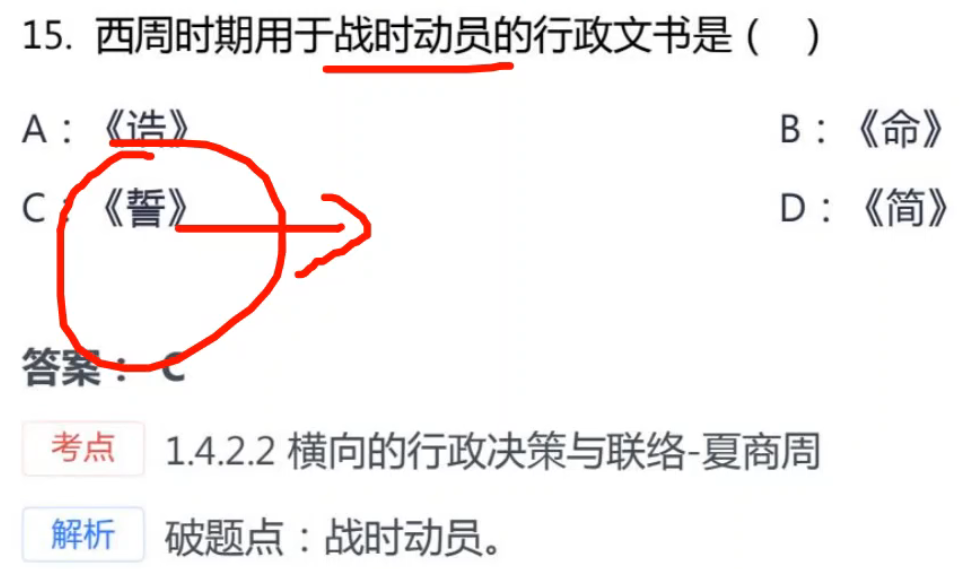 15. 西周时期用于战时动员的行政文书是（ ）
A：《诰》 B：《命》
C：《誓》 D：《简》
答案： C
考点 1.4.2.2 横向的行政决策与联络-夏商周
解析 破题点：战时动员。